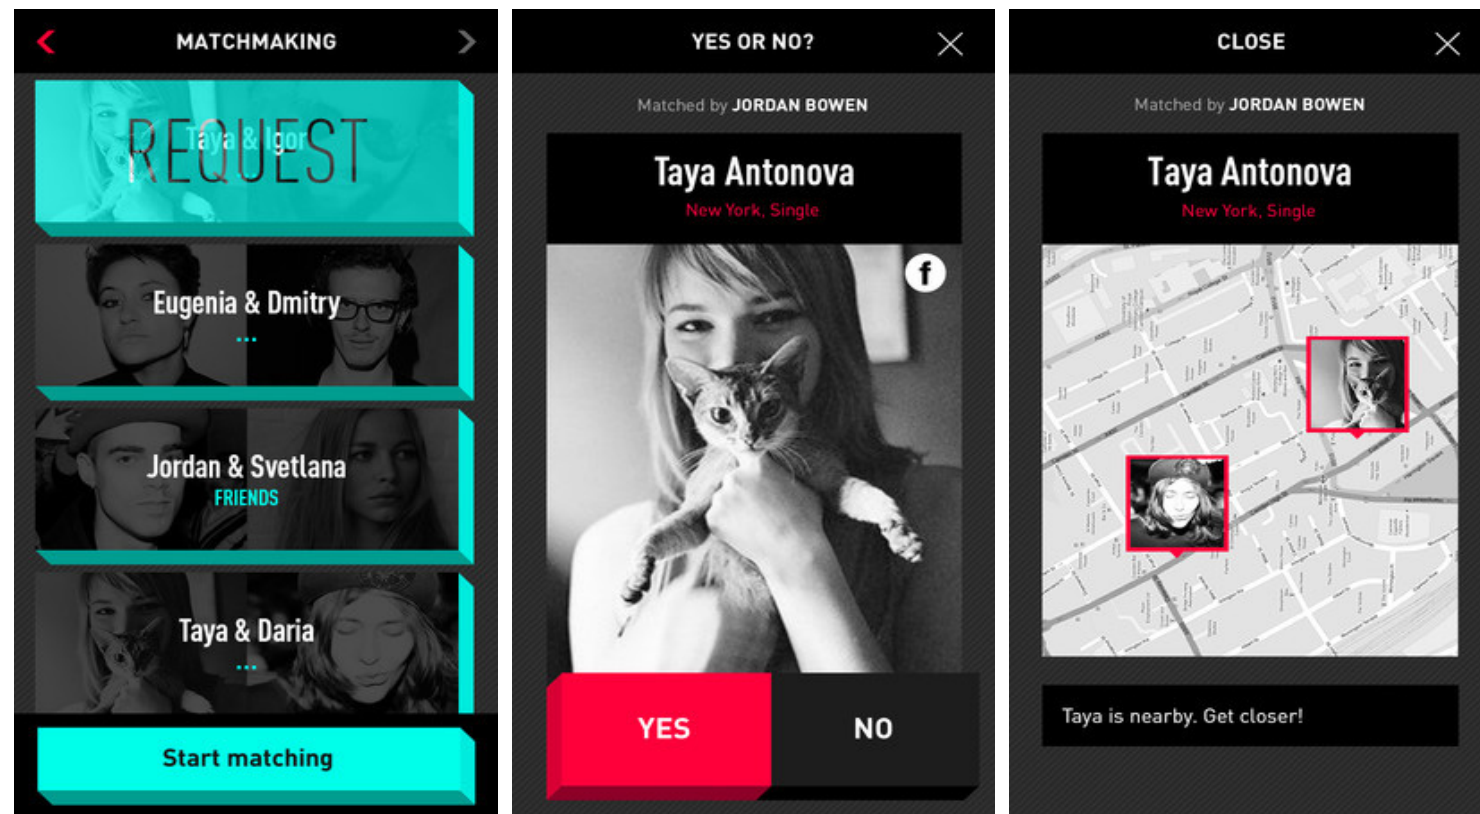 MATCHMAKING
Taya & Igor
REQUEST
Eugenia & Dmitry
...
Jordan & Svetlana
FRIENDS
Taya & Daria
...
Start matching
YES OR NO?
Matched by JORDAN BOWEN
Taya Antonova
New York, Single
f
YES
NO
CLOSE
Matched by JORDAN BOWEN
Taya Antonova
New York, Single
Taya is nearby. Get closer!